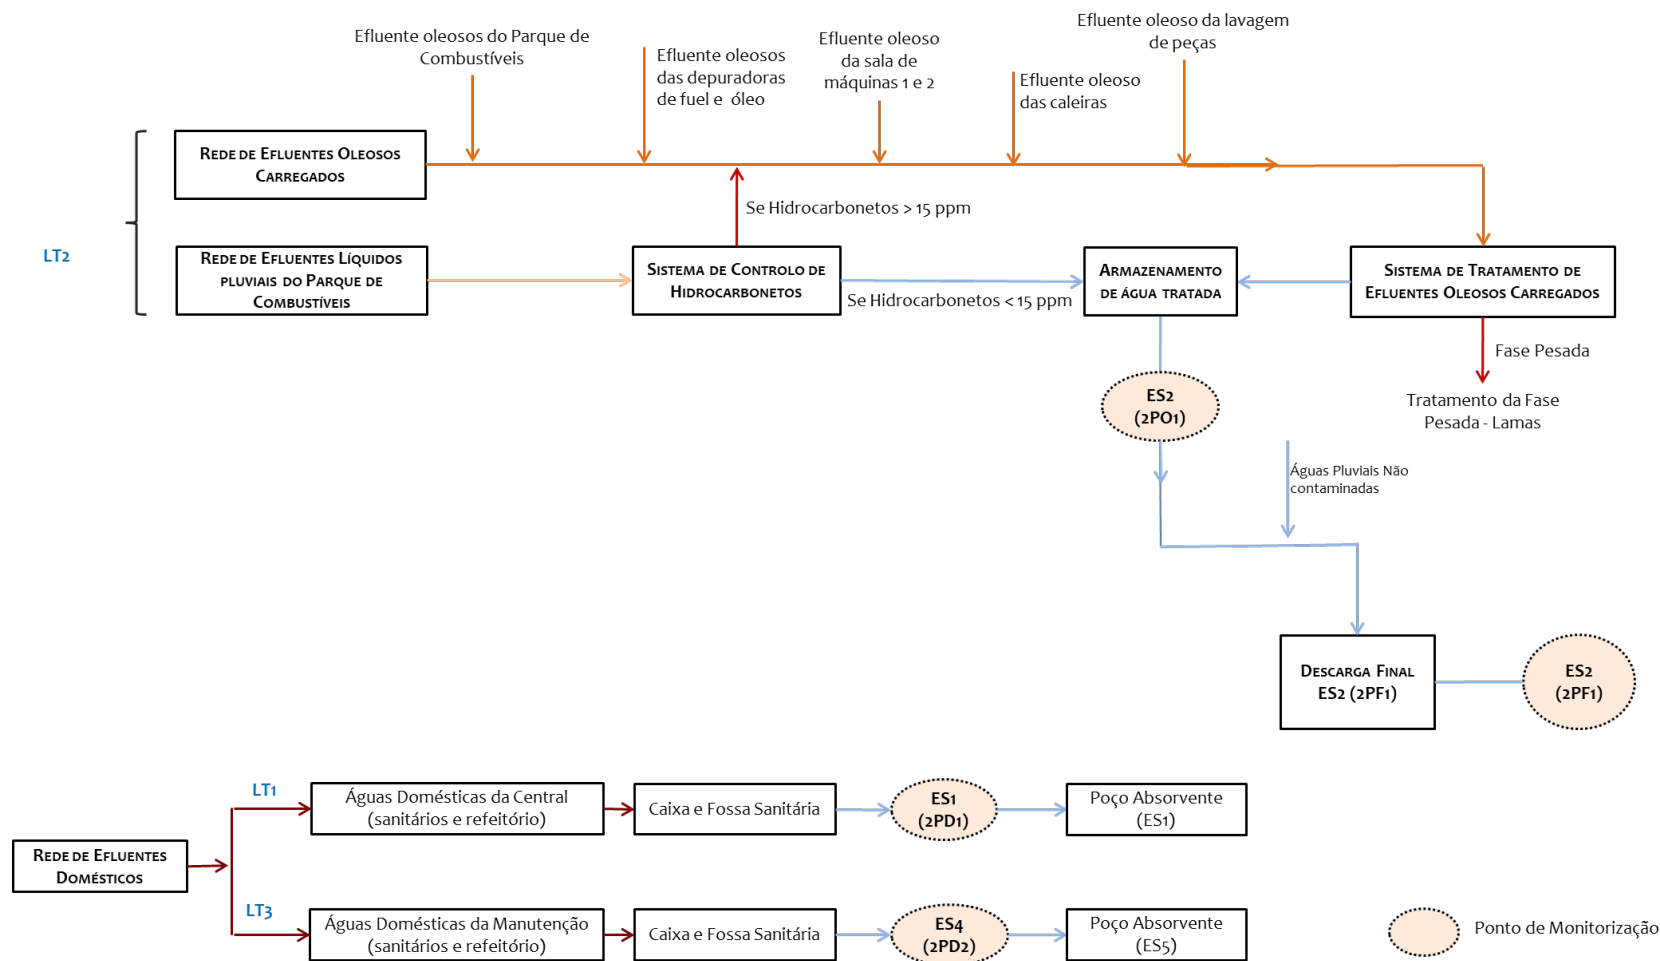 Efluente oleosos do Parque de
Combustíveis
Efluente oleosos
das depuradoras
de fuel e óleo
Efluente oleoso
da sala de
máquinas 1 e 2
Efluente oleoso
das caleiras
Efluente oleoso da lavagem
de peças
REDE DE EFLUENTES OLEOSOS
CARREGADOS
Se Hidrocarbonetos > 15 ppm
LT2
REDE DE EFLUENTES LÍQUIDOS
PLUVIAIS DO PARQUE DE
COMBUSTÍVEIS
SISTEMA DE CONTROLO DE
HIDROCARBONETOS
Se Hidrocarbonetos < 15 ppm
ARMAZENAMENTO
DE ÁGUA TRATADA
SISTEMA DE TRATAMENTO DE
EFLUENTES OLEOSOS CARREGADOS
Fase Pesada
Tratamento da Fase
Pesada - Lamas
ES2
(2PO1)
Águas Pluviais Não
contaminadas
DESCARGA FINAL
ES2 (2PF1)
ES2
(2PF1)
LT1
Águas Domésticas da Central
(sanitários e refeitório)
Caixa e Fossa Sanitária
ES1
(2PD1)
Poço Absorvente
(ES1)
REDE DE EFLUENTES
DOMÉSTICOS
LT3
Águas Domésticas da Manutenção
(sanitários e refeitório)
Caixa e Fossa Sanitária
ES4
(2PD2)
Poço Absorvente
(ES5)
Ponto de Monitorização